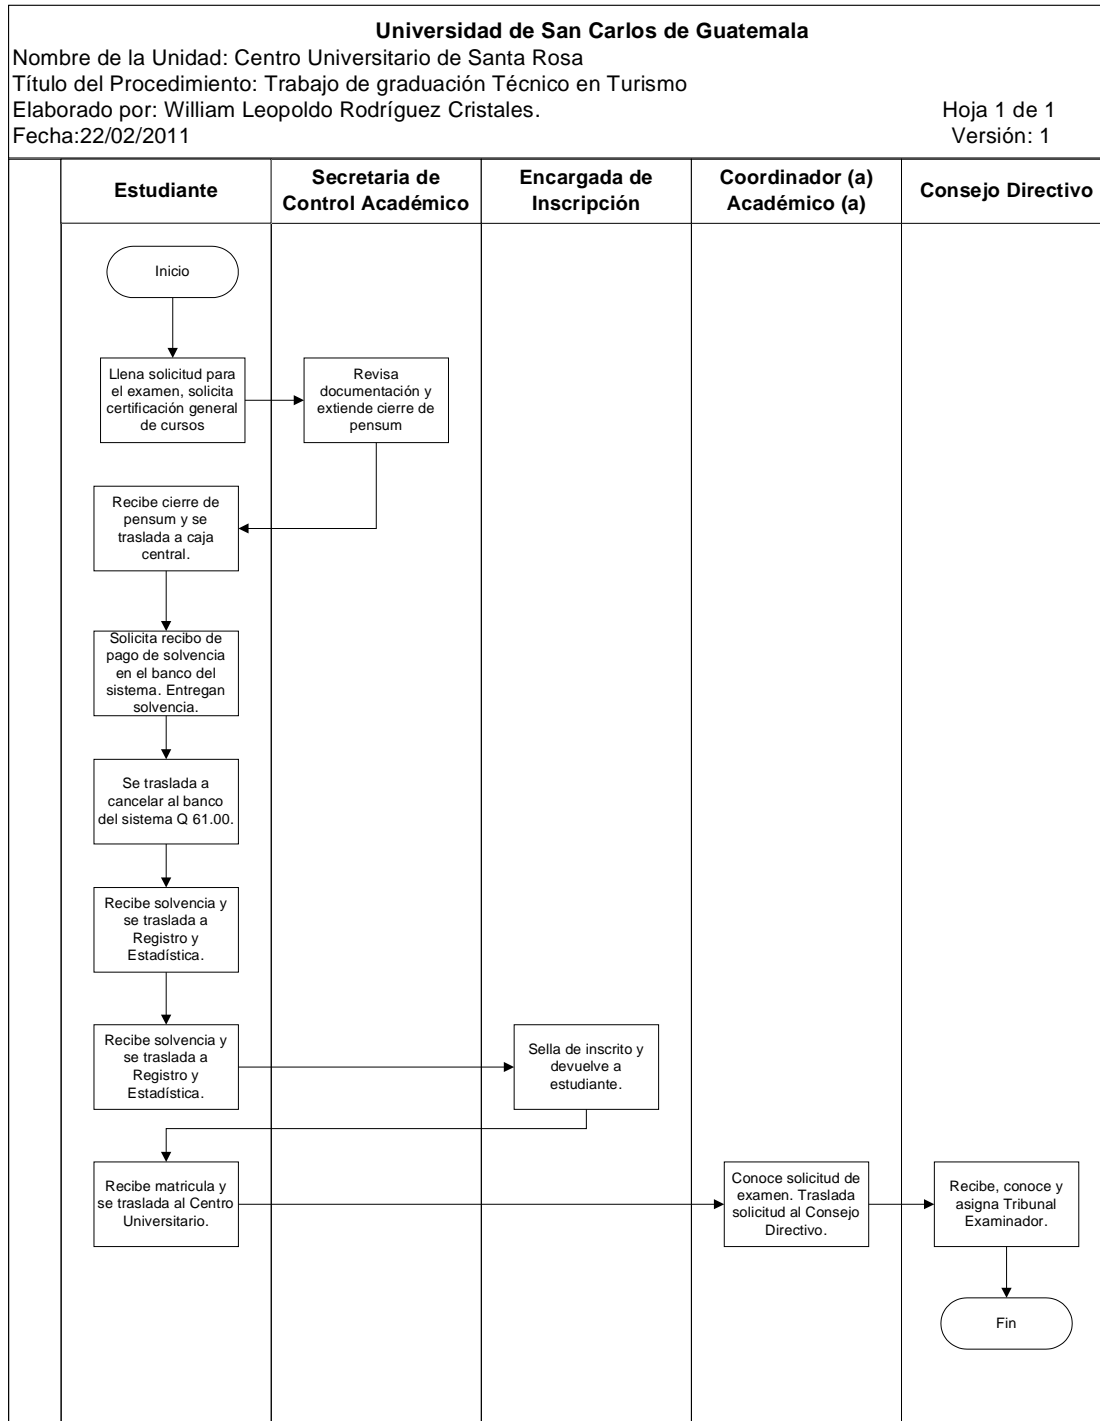 Universidad de San Carlos de Guatemala
Nombre de la Unidad: Centro Universitario de Santa Rosa
Título del Procedimiento: Trabajo de graduación Técnico en Turismo
Elaborado por: William Leopoldo Rodríguez Cristales.
Hoja 1 de 1
Fecha:22/02/2011
Versión: 1
Estudiante
Secretaria de
Control Académico
Encargada de
Inscripción
Coordinador (a)
Académico (a)
Consejo Directivo
Inicio
Llena solicitud para
el examen, solicita
certificación general
de cursos
Revisa
documentación y
extiende cierre de
pensum
Recibe cierre de
pensum y se
traslada a caja
central.
Solicita recibo de
pago de solvencia
en el banco del
sistema. Entregan
solvencia.
Se traslada a
cancelar al banco
del sistema Q 61.00.
Recibe solvencia y
se traslada a
Registro y
Estadística.
Recibe solvencia y
se traslada a
Registro y
Estadística.
Sella de inscrito y
devuelve a
estudiante.
Recibe matricula y
se traslada al Centro
Universitario.
Conoce solicitud de
examen. Traslada
solicitud al Consejo
Directivo.
Recibe, conoce y
asigna Tribunal
Examinador.
Fin